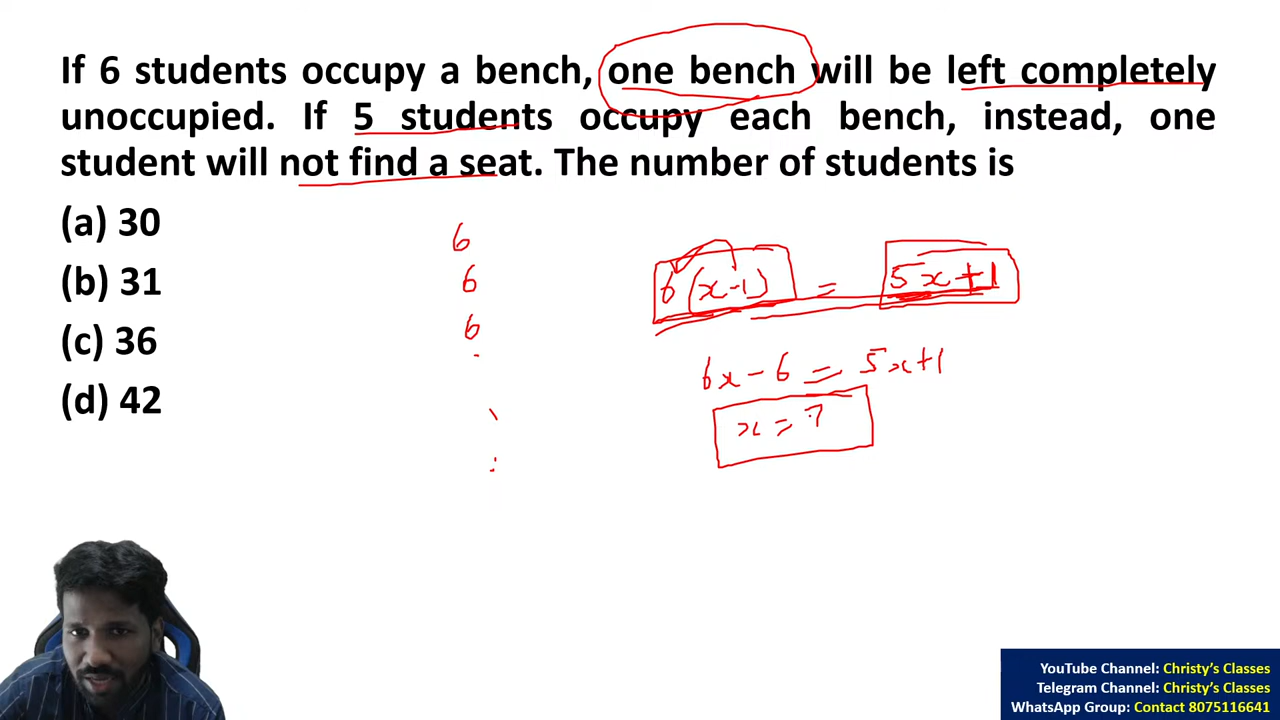 If 6 students occupy a bench, one bench will be left completely
unoccupied. If 5 students occupy each bench, instead, one
student will not find a seat. The number of students is
(a) 30
(b) 31
(c) 36
(d) 42
6
6
6
6(x-1) = 5x+1
6x-6 = 5x+1
x = 7
YouTube Channel: Christy's Classes
Telegram Channel: Christy's Classes
WhatsApp Group: Contact 8075116641